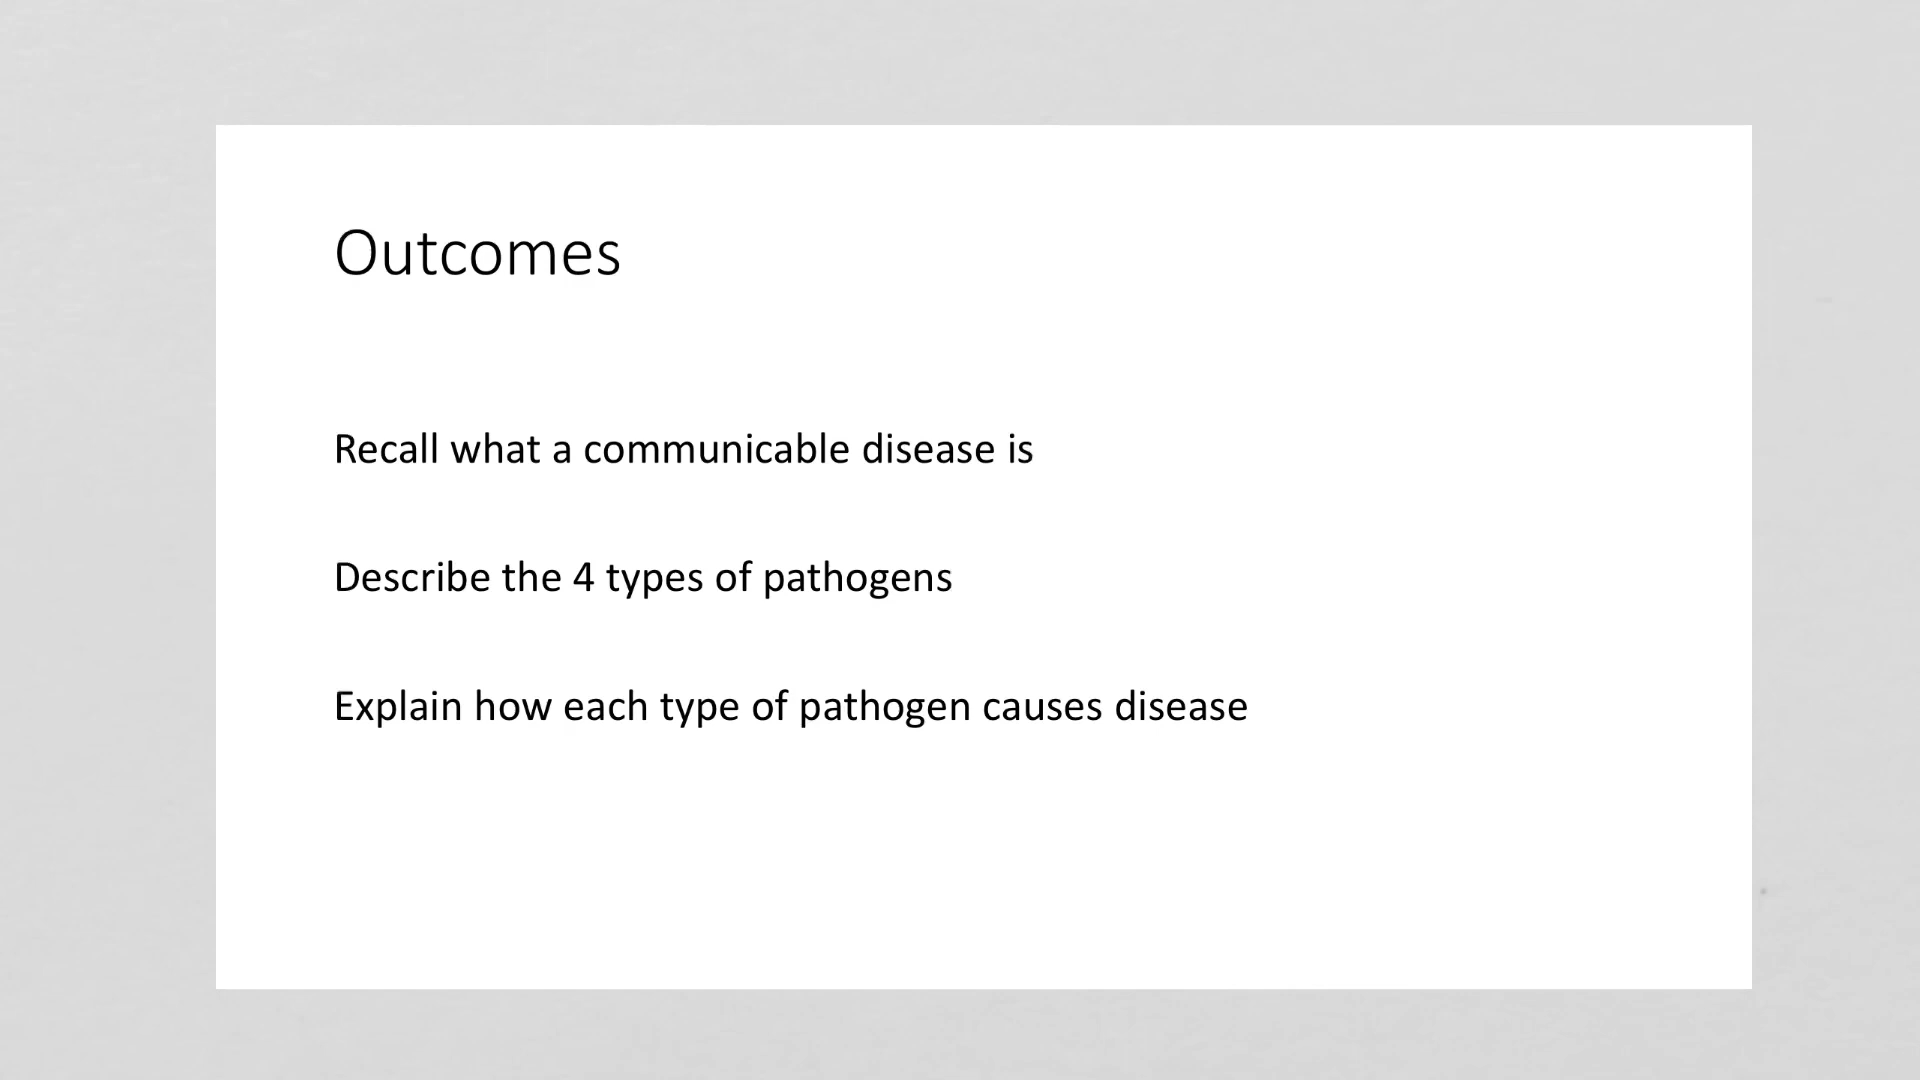 Outcomes
Recall what a communicable disease is
Describe the 4 types of pathogens
Explain how each type of pathogen causes disease